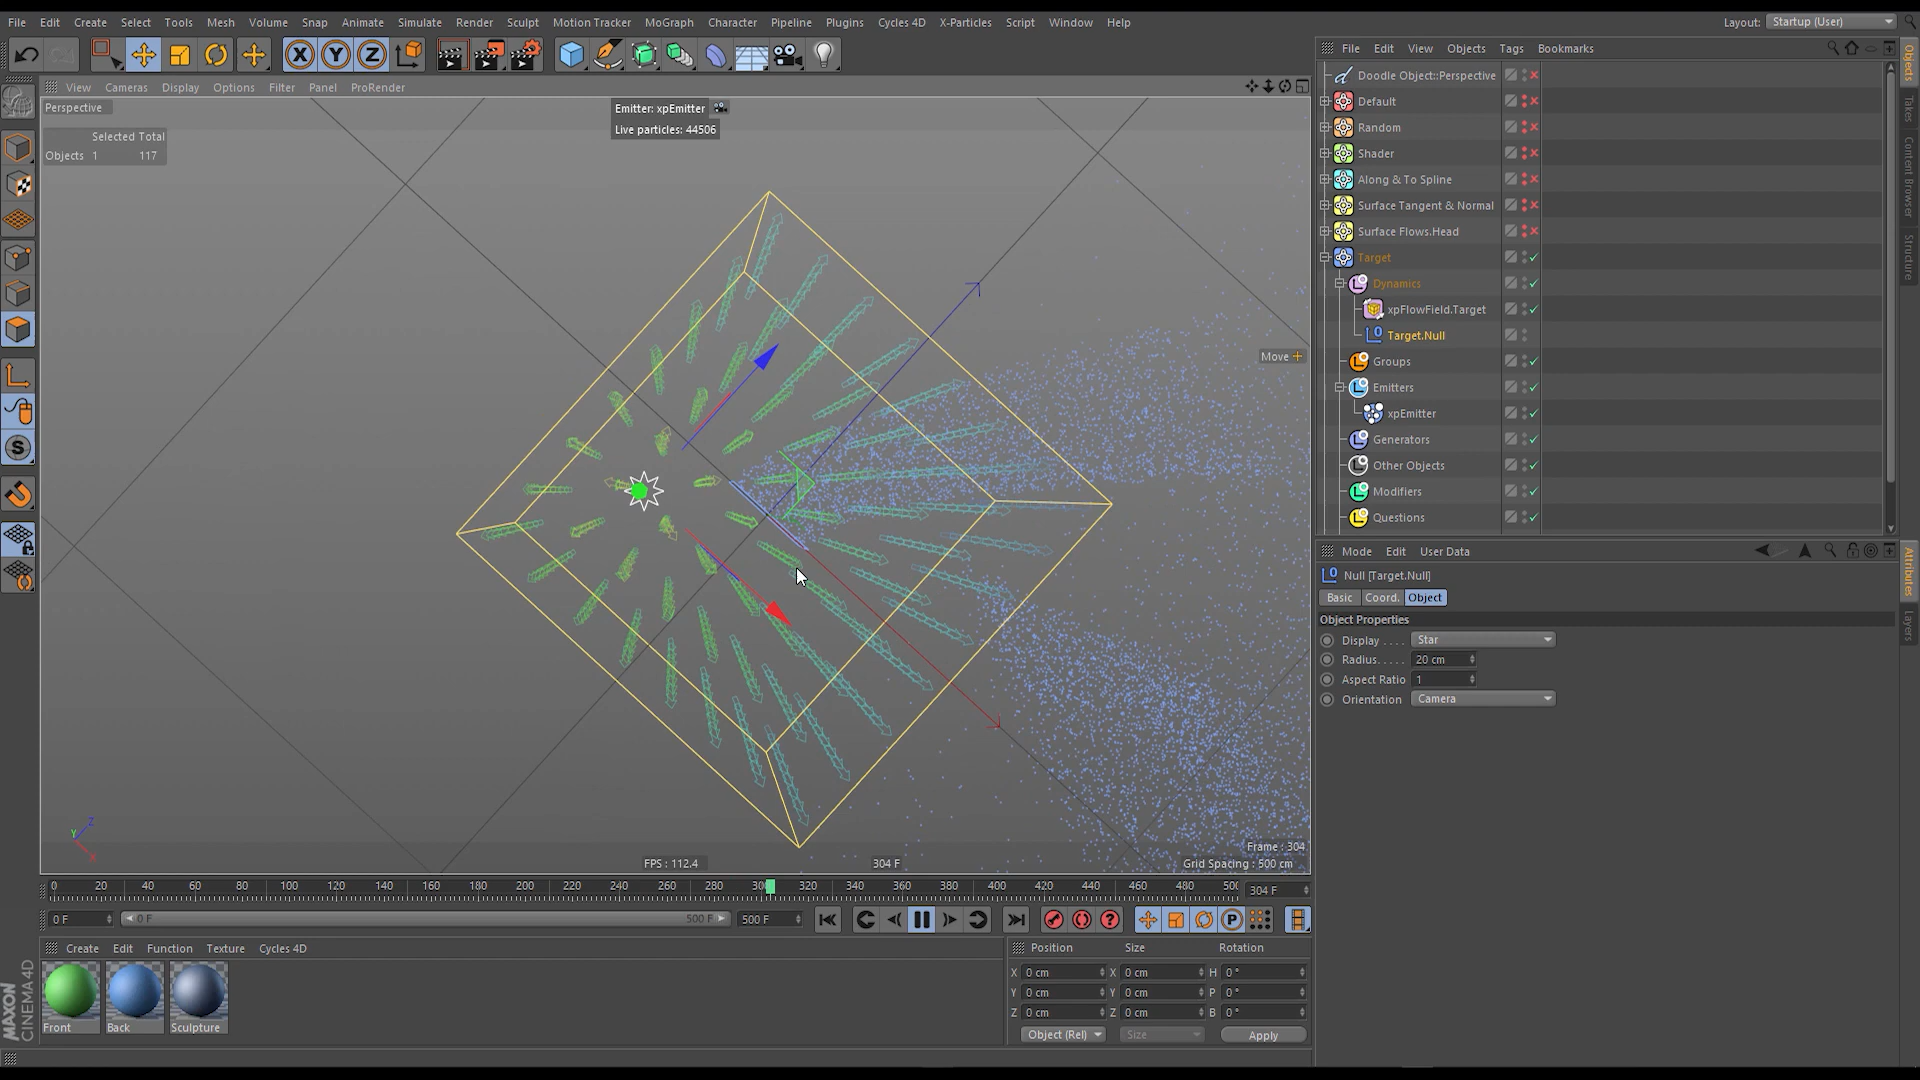 File Edit Create Select Tools Mesh Volume Snap Animate Simulate Render Sculpt Motion Tracker MoGraph Character Pipeline Plugins Cycles 4D X-Particles Script Window Help
Layout: Startup (User)
X Y Z
File Edit View Objects Tags Bookmarks
View Cameras Display Options Filter Panel ProRender
Perspective
Emitter: xpEmitter
Live particles: 44506
Selected Total
Objects 1 117
Move
FPS : 112.4
304 F
Frame : 304
Grid Spacing : 500 cm
Doodle Object::Perspective
Default
Random
Shader
Along & To Spline
Surface Tangent & Normal
Surface Flows.Head
Target
Dynamics
xpFlowField.Target
Target.Null
Groups
Emitters
xpEmitter
Generators
Other Objects
Modifiers
Questions
Objects
Takes
Content Browser
Structure
Mode Edit User Data
Null [Target.Null]
Basic Coord. Object
Object Properties
Display . . . . Star
Radius. . . . . 20 cm
Aspect Ratio 1
Orientation Camera
Attributes
Layers
0 20 40 60 80 100 120 140 160 180 200 220 240 260 280 300 320 340 360 380 400 420 440 460 480 500
304 F
0 F 0 F 500 F 500 F
Create Edit Function Texture Cycles 4D
Front Back Sculpture
Position Size Rotation
X 0 cm X 0 cm H 0 °
Y 0 cm Y 0 cm P 0 °
Z 0 cm Z 0 cm B 0 °
Object (Rel) Size Apply
MAXON
CINEMA 4D